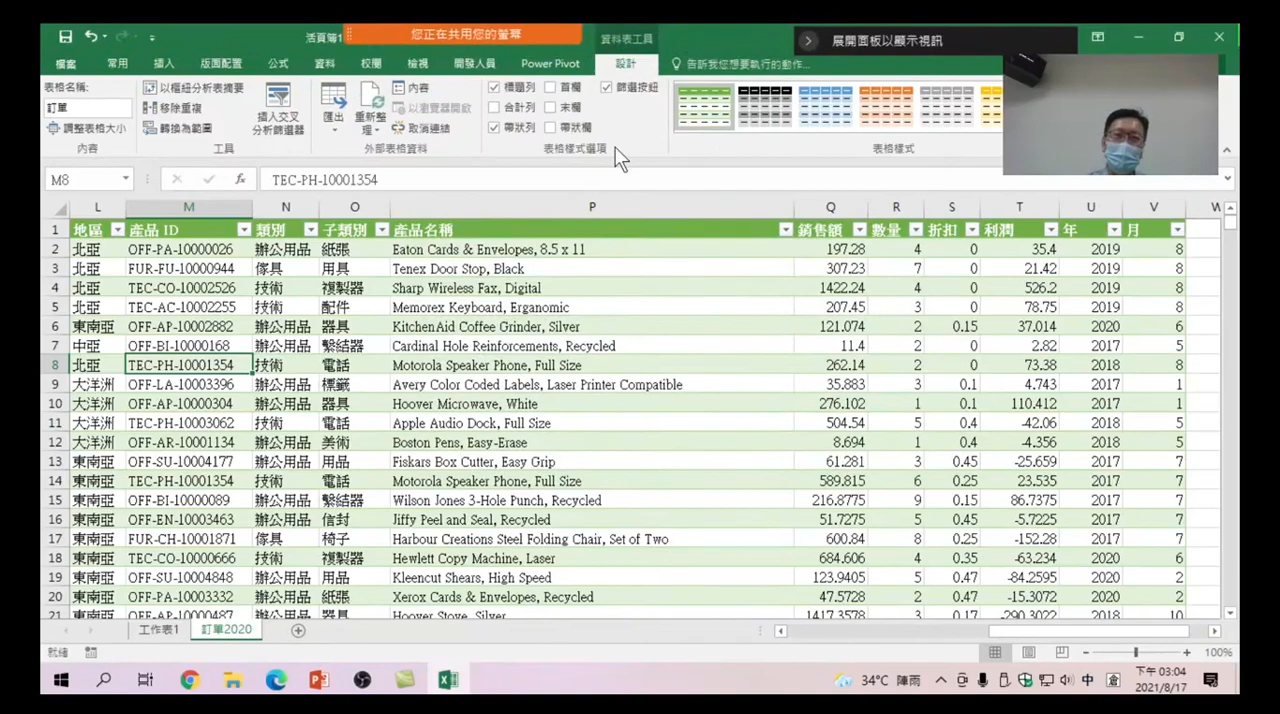 活頁簿1
您正在共用您的螢幕
資料表工具
展開面板以顯示視訊
檔案 常用 插入 版面配置 公式 資料 校閱 檢視 開發人員 Power Pivot 設計 告訴我您想要執行的動作...
表格名稱:
訂單
調整表格大小
內容
以樞紐分析表摘要
移除重複
轉換為範圍
插入交叉
分析篩選器
工具
匯出
重新整
理
內容
以瀏覽器開啟
取消連結
外部表格資料
標題列 首欄 篩選按鈕
合計列 末欄
帶狀列 帶狀欄
表格樣式選項
表格樣式
M8 fx TEC-PH-10001354
L M N O P Q R S T U V W
1 地區 產品 ID 類別 子類別 產品名稱 銷售額 數量 折扣 利潤 年 月
2 北亞 OFF-PA-10000026 辦公用品 紙張 Eaton Cards & Envelopes, 8.5 x 11 197.28 4 0 35.4 2019 8
3 北亞 FUR-FU-10000944 傢具 用具 Tenex Door Stop, Black 307.23 7 0 21.42 2019 8
4 北亞 TEC-CO-10002526 技術 複製器 Sharp Wireless Fax, Digital 1422.24 4 0 526.2 2019 8
5 北亞 TEC-AC-10002255 技術 配件 Memorex Keyboard, Erganomic 207.45 3 0 78.75 2019 8
6 東南亞 OFF-AP-10002882 辦公用品 器具 KitchenAid Coffee Grinder, Silver 121.074 2 0.15 37.014 2020 6
7 中亞 OFF-BI-10000168 辦公用品 繫結器 Cardinal Hole Reinforcements, Recycled 11.4 2 0 2.82 2017 5
8 北亞 TEC-PH-10001354 技術 電話 Motorola Speaker Phone, Full Size 262.14 2 0 73.38 2018 8
9 大洋洲 OFF-LA-10003396 辦公用品 標籤 Avery Color Coded Labels, Laser Printer Compatible 35.883 3 0.1 4.743 2017 1
10 大洋洲 OFF-AP-10000304 辦公用品 器具 Hoover Microwave, White 276.102 1 0.1 110.412 2017 1
11 大洋洲 TEC-PH-10003062 技術 電話 Apple Audio Dock, Full Size 504.54 5 0.4 -42.06 2018 5
12 大洋洲 OFF-AR-10001134 辦公用品 美術 Boston Pens, Easy-Erase 8.694 1 0.4 -4.356 2018 5
13 東南亞 OFF-SU-10004177 辦公用品 用品 Fiskars Box Cutter, Easy Grip 61.281 3 0.45 -25.659 2017 7
14 東南亞 TEC-PH-10001354 技術 電話 Motorola Speaker Phone, Full Size 589.815 6 0.25 23.535 2017 7
15 東南亞 OFF-BI-10000089 辦公用品 繫結器 Wilson Jones 3-Hole Punch, Recycled 216.8775 9 0.15 86.7375 2017 7
16 東南亞 OFF-EN-10003463 辦公用品 信封 Jiffy Peel and Seal, Recycled 51.7275 5 0.45 -5.7225 2017 7
17 東南亞 FUR-CH-10001871 傢具 椅子 Harbour Creations Steel Folding Chair, Set of Two 600.84 8 0.25 -152.28 2017 7
18 東南亞 TEC-CO-10000666 技術 複製器 Hewlett Copy Machine, Laser 684.606 4 0.35 -63.234 2020 6
19 東南亞 OFF-SU-10004848 辦公用品 用品 Kleencut Shears, High Speed 123.9405 5 0.47 -84.2595 2020 2
20 東南亞 OFF-PA-10003332 辦公用品 紙張 Xerox Cards & Envelopes, Recycled 47.5728 2 0.47 -15.3072 2020 2
21 東南亞 OFF-AP-10000487 辦公用品 器具 Hoover Stove, Silver 1417.3578 3 0.17 -290.3022 2018 10
工作表1 訂單2020
就緒 100%
34°C 陣雨 中 倉 下午 03:04
2021/8/17